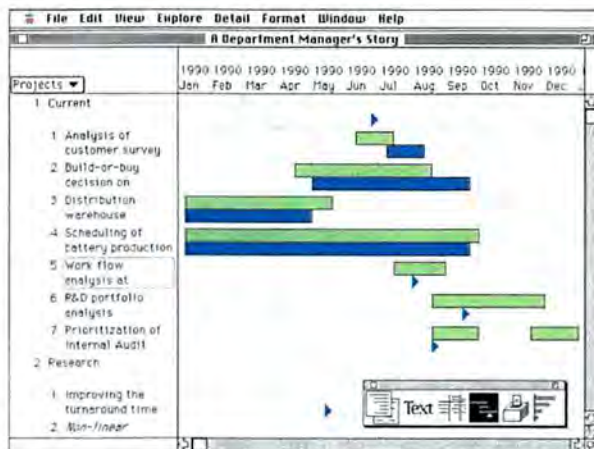 File Edit View Explore Detail Format Window Help
A Department Manager's Story
1990 1990 1990 1990 1990 1990 1990 1990 1990 1990 1990 1990
Projects ▼ Jan Feb Mar Apr May Jun Jul Aug Sep Oct Nov Dec
1 Current
1 Analysis of
customer survey
2 Build-or-buy
decision on
3 Distribution
warehouse
4 Scheduling of
battery production
5 Work flow
analysis at
6 R&D portfolio
analysis
7 Prioritization of
Internal Audit
2 Research
1 Improving the
turnaround time
2 Non-linear
Text